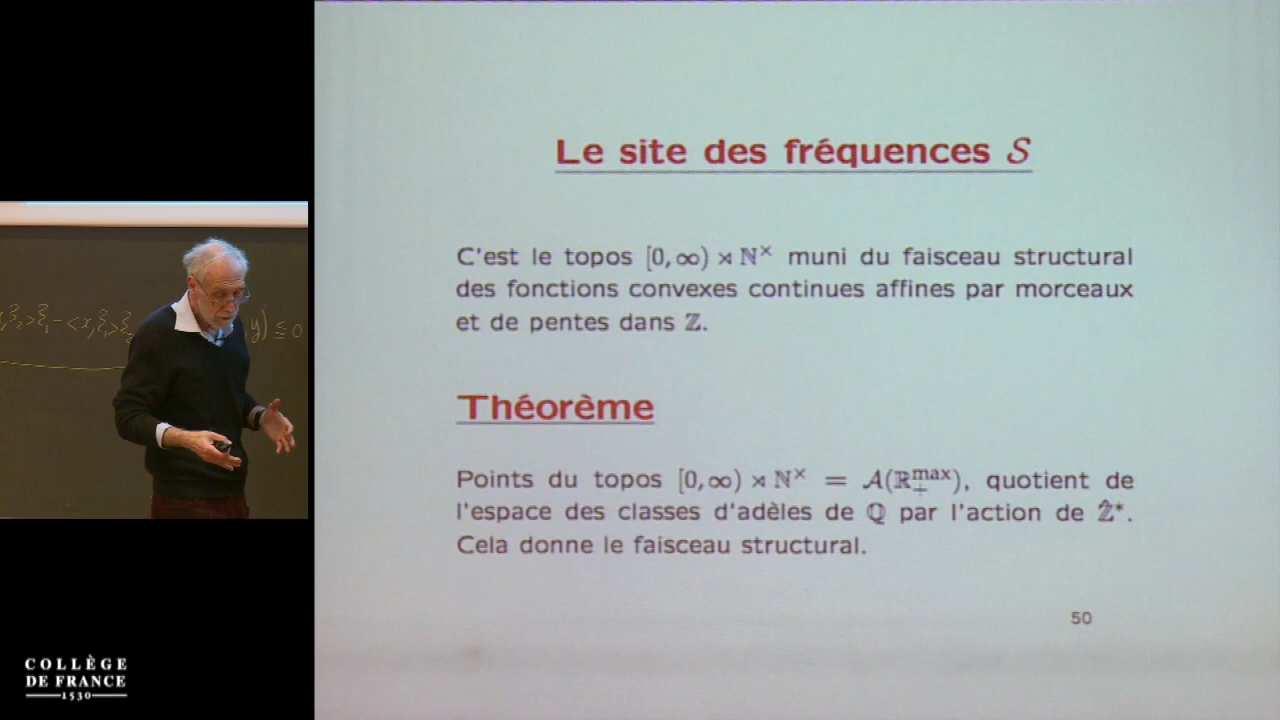 Le site des fréquences 𝒮
C'est le topos [0,∞) ⋊ ℕ^× muni du faisceau structural
des fonctions convexes continues affines par morceaux
et de pentes dans ℤ.
Théorème
Points du topos [0,∞) ⋊ ℕ^× = 𝒜(ℝ_+^max), quotient de
l'espace des classes d'adèles de ℚ par l'action de ℤ̂*.
Cela donne le faisceau structural.
50
COLLÈGE
DE FRANCE
1530